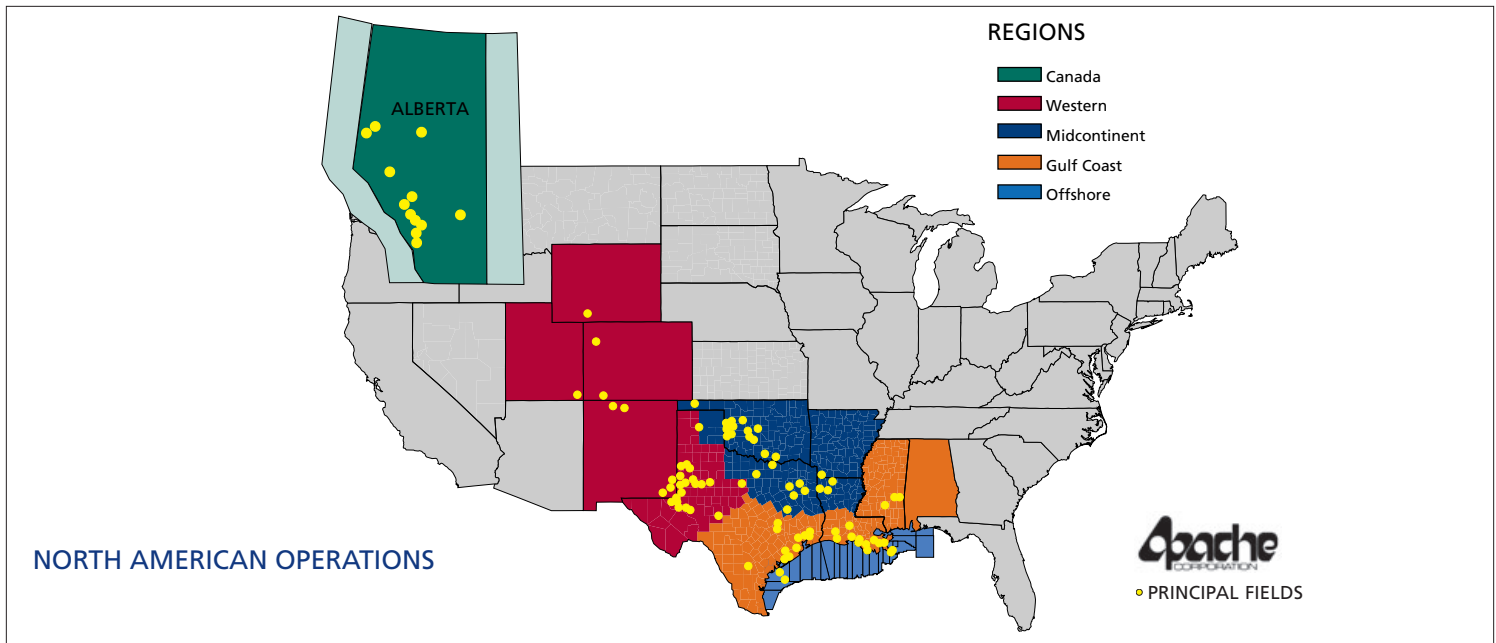 REGIONS
Canada
Western
Midcontinent
Gulf Coast
Offshore
ALBERTA
NORTH AMERICAN OPERATIONS
Apache
CORPORATION
PRINCIPAL FIELDS